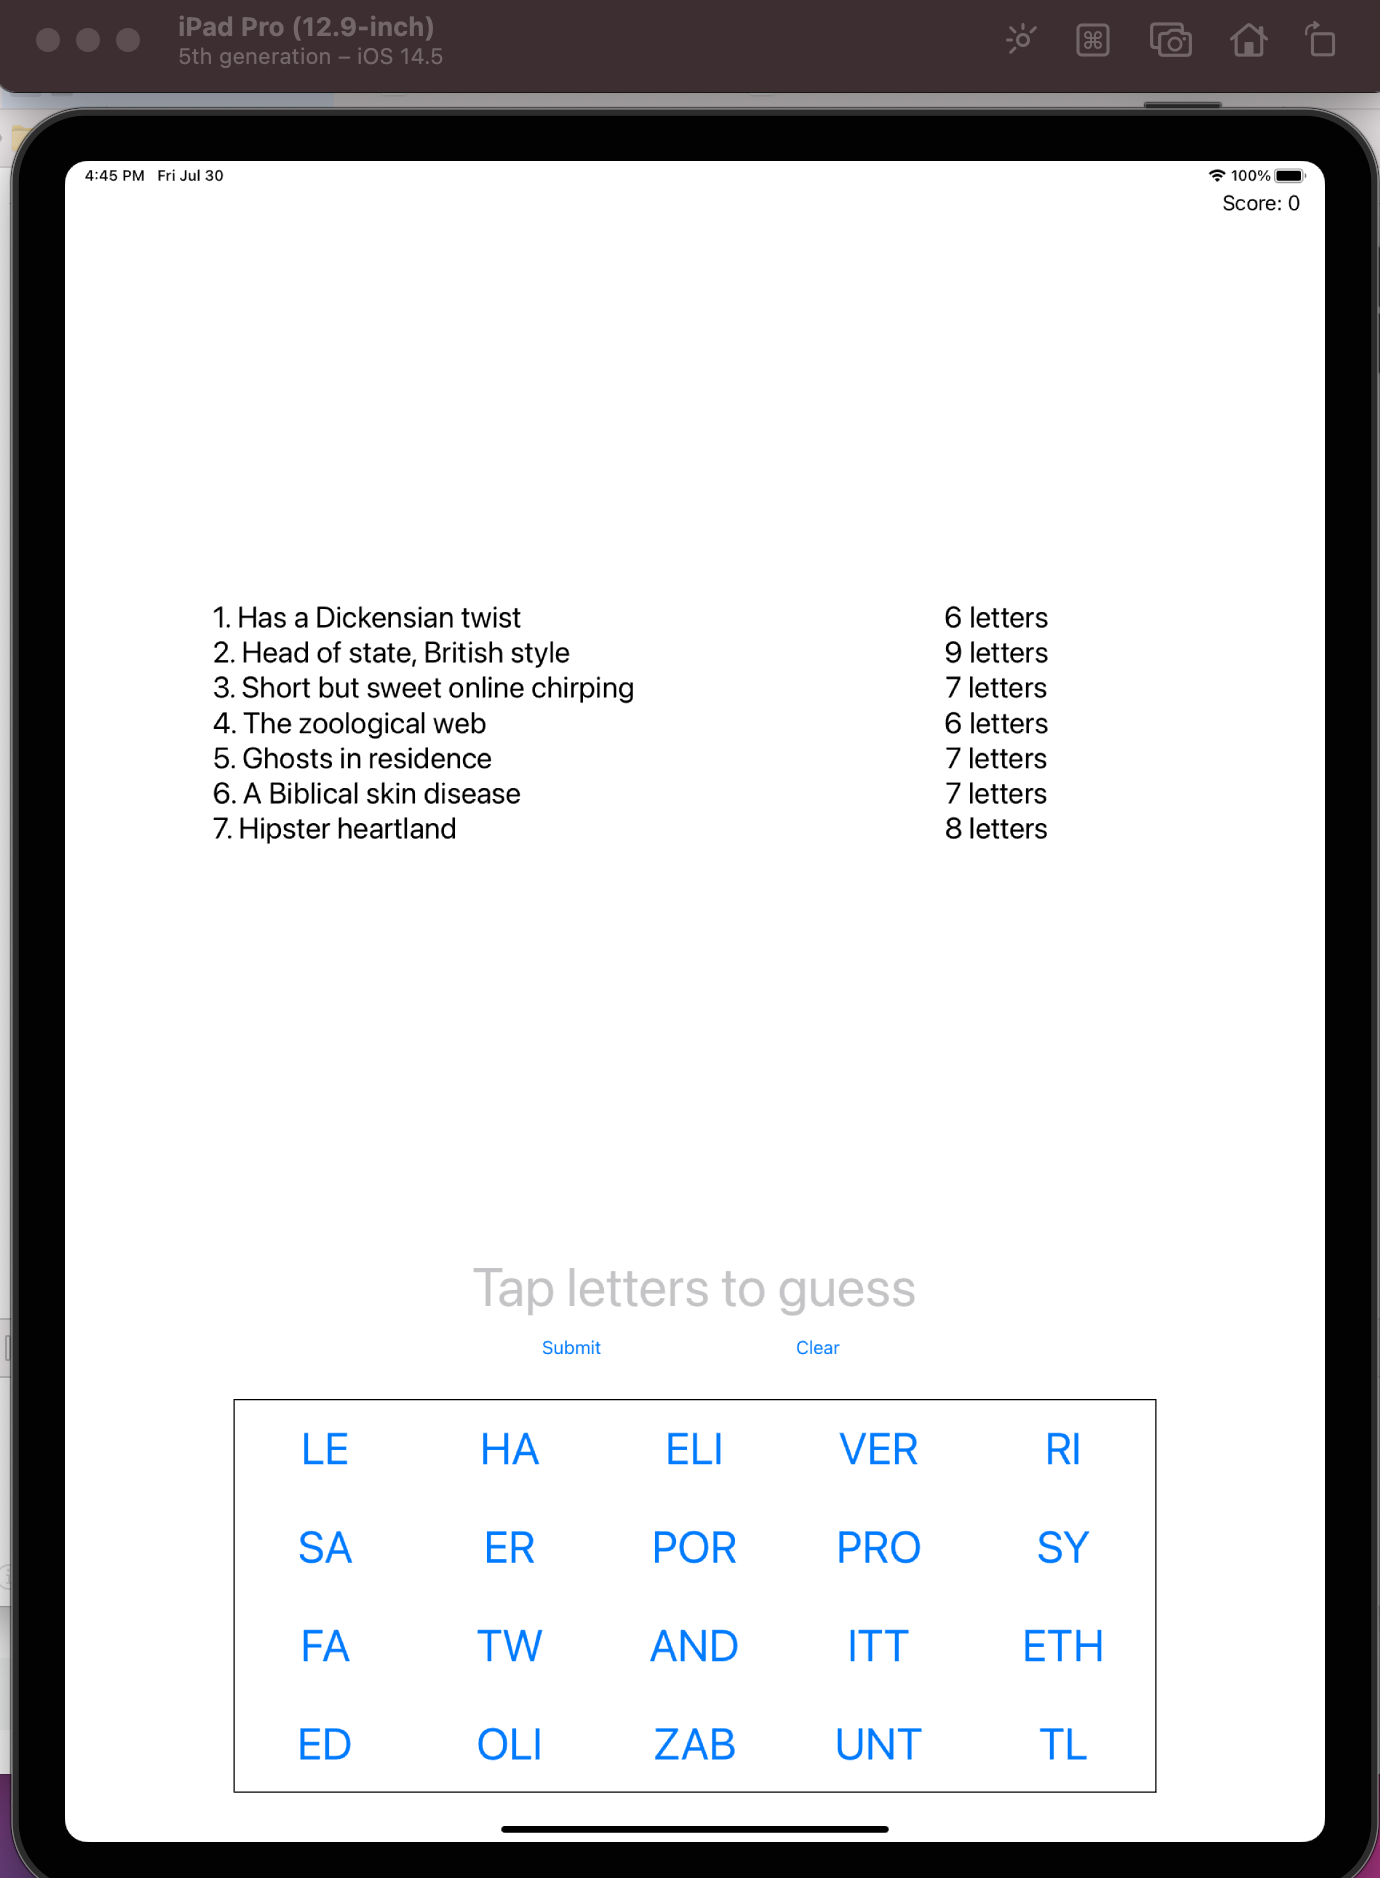 iPad Pro (12.9-inch)
5th generation – iOS 14.5
4:45 PM Fri Jul 30
100%
Score: 0
1. Has a Dickensian twist 6 letters
2. Head of state, British style 9 letters
3. Short but sweet online chirping 7 letters
4. The zoological web 6 letters
5. Ghosts in residence 7 letters
6. A Biblical skin disease 7 letters
7. Hipster heartland 8 letters
Tap letters to guess
Submit Clear
LE HA ELI VER RI
SA ER POR PRO SY
FA TW AND ITT ETH
ED OLI ZAB UNT TL